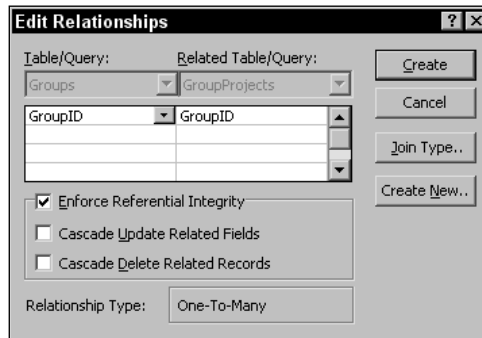 Edit Relationships
Table/Query: Related Table/Query:
Groups GroupProjects
GroupID GroupID
Enforce Referential Integrity
Cascade Update Related Fields
Cascade Delete Related Records
Relationship Type: One-To-Many
Create
Cancel
Join Type..
Create New..